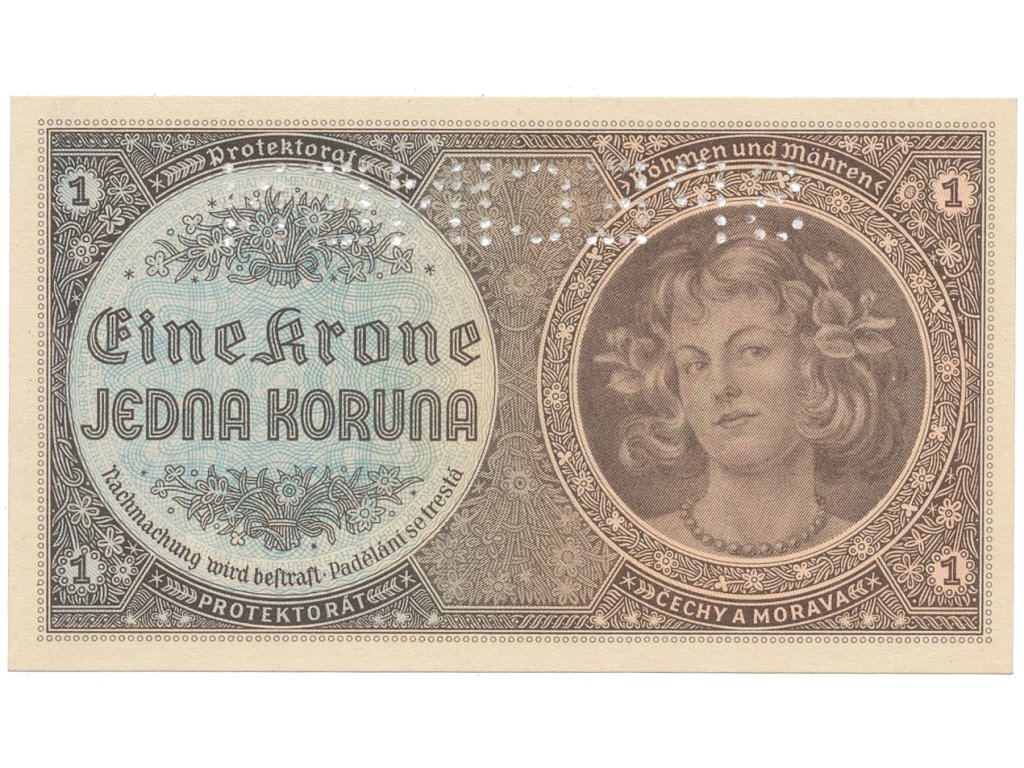 Protektorat
Böhmen und Mähren
1
1
Eine Krone
JEDNA KORUNA
Nachmachung wird beſtraft · Padělání se trestá
1
1
PROTEKTORÁT
ČECHY A MORAVA